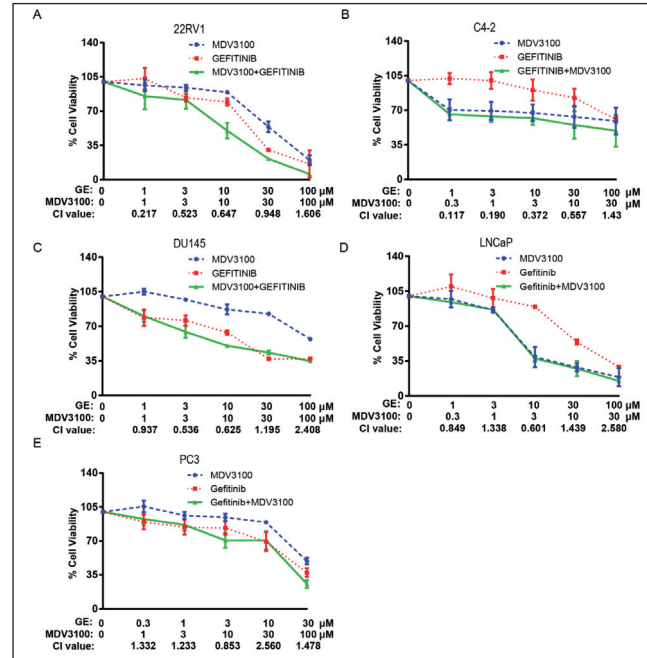 A
22RV1
MDV3100
GEFITINIB
MDV3100+GEFITINIB
% Cell Viability
140
105
70
35
0
GE: 0 1 3 10 30 100 µM
MDV3100: 0 1 3 10 30 100 µM
CI value: 0.217 0.523 0.647 0.948 1.606
B
C4-2
MDV3100
GEFITINIB
GEFITINIB+MDV3100
% Cell Viability
140
105
70
35
0
GE: 0 1 3 10 30 100 µM
MDV3100: 0 0.3 1 3 10 30 µM
CI value: 0.117 0.190 0.372 0.557 1.43
C
DU145
MDV3100
GEFITINIB
MDV3100+GEFITINIB
% Cell Viability
140
105
70
35
0
GE: 0 1 3 10 30 100 µM
MDV3100: 0 1 3 10 30 100 µM
CI value: 0.937 0.536 0.625 1.195 2.408
D
LNCaP
MDV3100
Gefitinib
Gefitinib+MDV3100
% Cell Viability
140
105
70
35
0
GE: 0 1 3 10 30 100 µM
MDV3100: 0 0.3 1 3 10 30 µM
CI value: 0.849 1.338 0.601 1.439 2.580
E
PC3
MDV3100
Gefitinib
Gefitinib+MDV3100
% Cell Viability
140
105
70
35
0
GE: 0 0.3 1 3 10 30 µM
MDV3100: 0 1 3 10 30 100 µM
CI value: 1.332 1.233 0.853 2.560 1.478